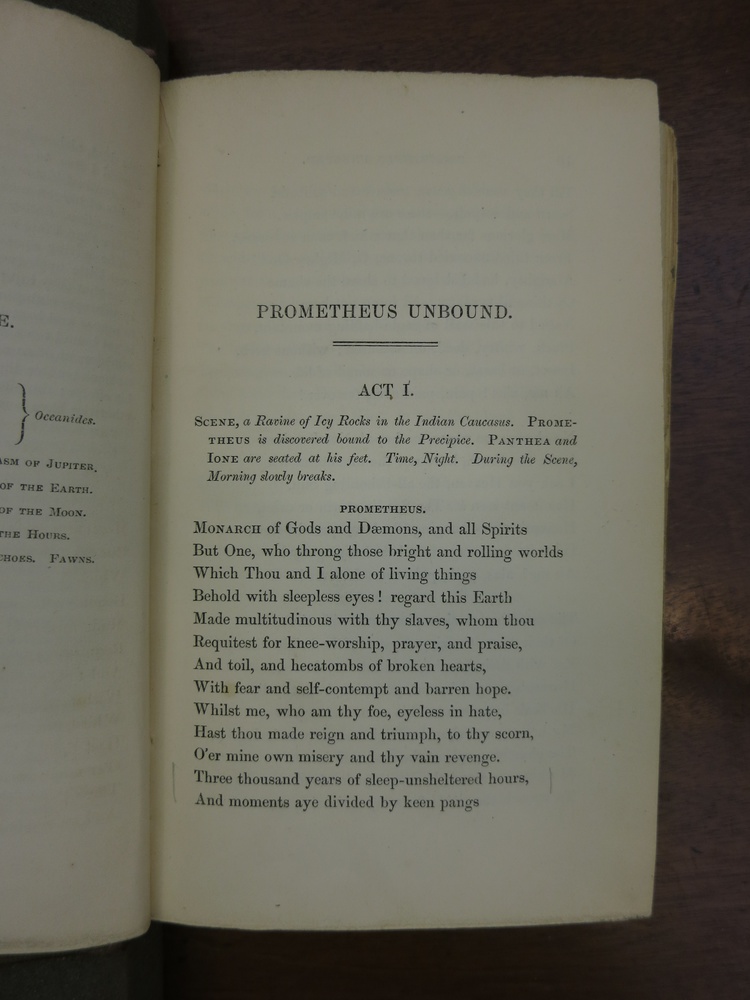 E.
Oceanides.
ASM OF JUPITER.
OF THE EARTH.
OF THE MOON.
THE HOURS.
CHOES. FAWNS.
PROMETHEUS UNBOUND.
ACT I.
SCENE, a Ravine of Icy Rocks in the Indian Caucasus. PROME-
THEUS is discovered bound to the Precipice. PANTHEA and
IONE are seated at his feet. Time, Night. During the Scene,
Morning slowly breaks.
PROMETHEUS.
MONARCH of Gods and Dæmons, and all Spirits
But One, who throng those bright and rolling worlds
Which Thou and I alone of living things
Behold with sleepless eyes! regard this Earth
Made multitudinous with thy slaves, whom thou
Requitest for knee-worship, prayer, and praise,
And toil, and hecatombs of broken hearts,
With fear and self-contempt and barren hope.
Whilst me, who am thy foe, eyeless in hate,
Hast thou made reign and triumph, to thy scorn,
O'er mine own misery and thy vain revenge.
Three thousand years of sleep-unsheltered hours,
And moments aye divided by keen pangs